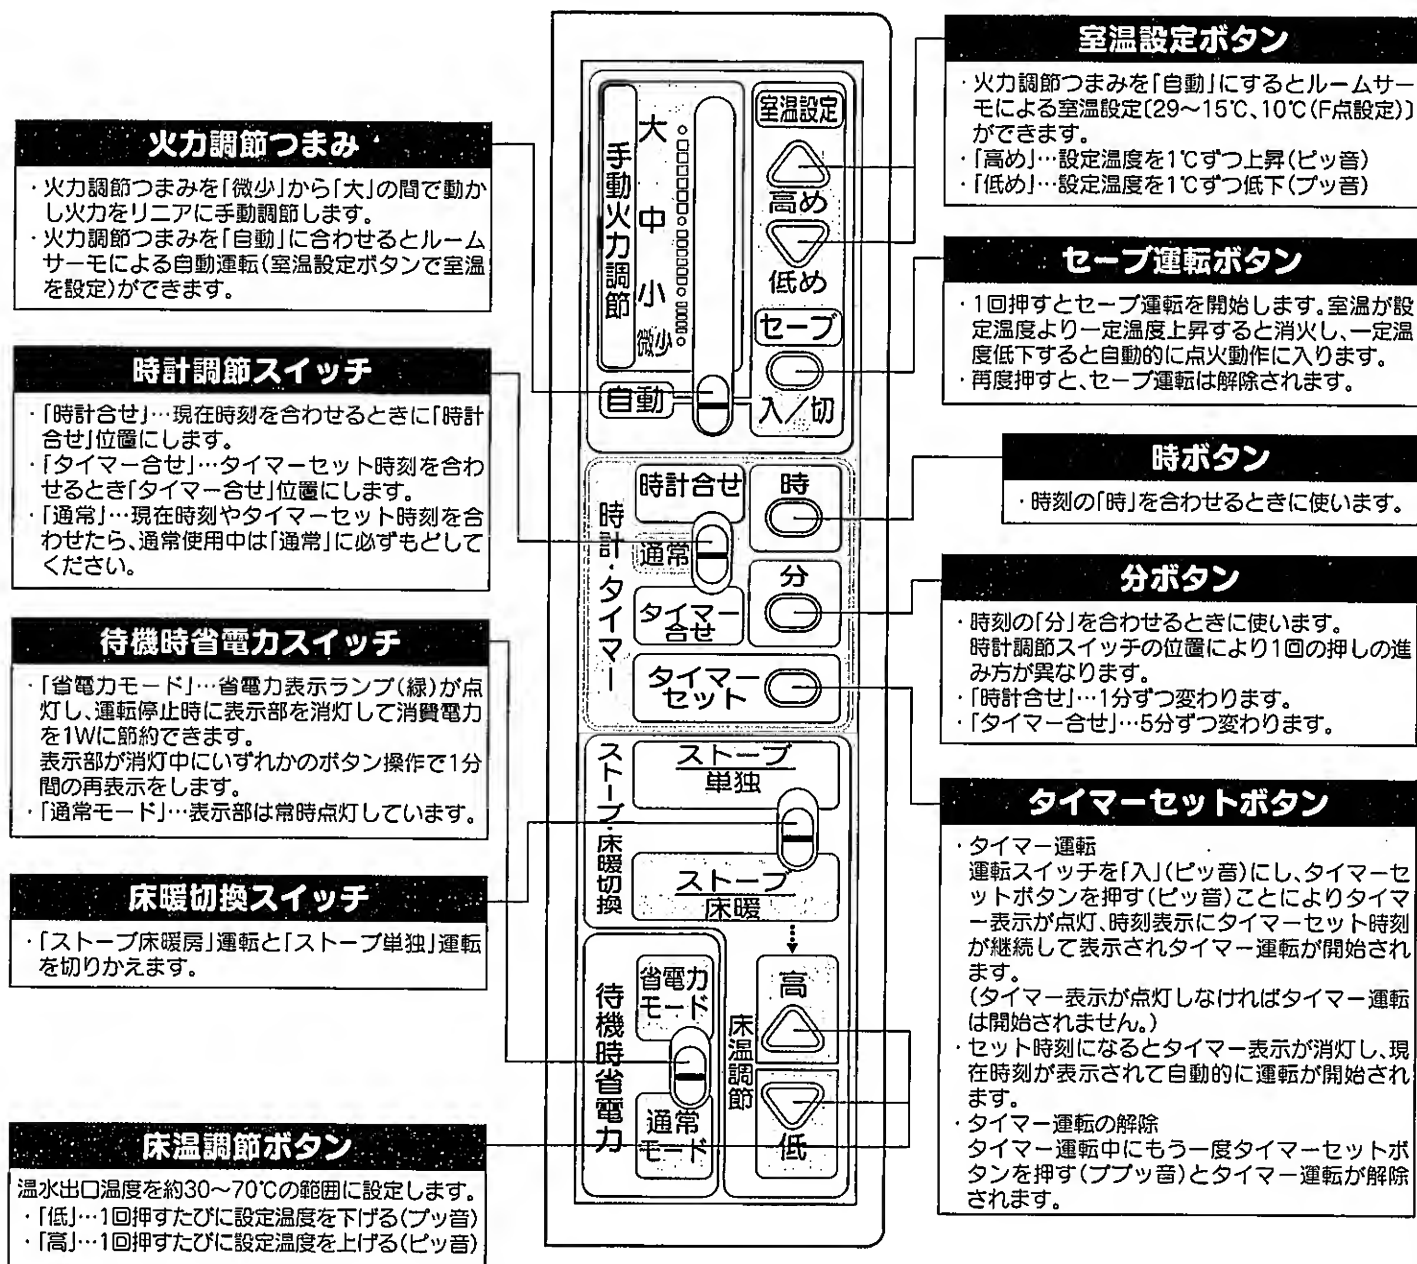 火力調節つまみ
・火力調節つまみを「微少」から「大」の間で動か
し火力をリニアに手動調節します。
・火力調節つまみを「自動」に合わせるとルーム
サーモによる自動運転(室温設定ボタンで室温
を設定)ができます。
時計調節スイッチ
・「時計合せ」…現在時刻を合わせるときに「時計
合せ」位置にします。
・「タイマー合せ」…タイマーセット時刻を合わ
せるとき「タイマー合せ」位置にします。
・「通常」…現在時刻やタイマーセット時刻を合
わせたら、通常使用中は「通常」に必ずもどして
ください。
待機時省電力スイッチ
・「省電力モード」…省電力表示ランプ(緑)が点
灯し、運転停止時に表示部を消灯して消費電力
を1Wに節約できます。
表示部が消灯中にいずれかのボタン操作で1分
間の再表示をします。
・「通常モード」…表示部は常時点灯しています。
床暖切換スイッチ
・「ストーブ床暖房」運転と「ストーブ単独」運転
を切りかえます。
床温調節ボタン
温水出口温度を約30〜70℃の範囲に設定します。
・「低」…1回押すたびに設定温度を下げる(プッ音)
・「高」…1回押すたびに設定温度を上げる(ピッ音)
手動火力調節
大
中
小
微少
自動
室温設定
高め
低め
セーブ
入/切
時計・タイマー
時計合せ
通常
タイマー
合せ
時
分
タイマー
セット
ストーブ・床暖切換
ストーブ
単独
ストーブ
床暖
待機時省電力
省電力
モード
通常
モード
床温調節
高
低
室温設定ボタン
・火力調節つまみを「自動」にするとルームサー
モによる室温設定〔29〜15℃、10℃(F点設定)〕
ができます。
・「高め」…設定温度を1℃ずつ上昇(ピッ音)
・「低め」…設定温度を1℃ずつ低下(プッ音)
セーブ運転ボタン
・1回押すとセーブ運転を開始します。室温が設
定温度より一定温度上昇すると消火し、一定温
度低下すると自動的に点火動作に入ります。
・再度押すと、セーブ運転は解除されます。
時ボタン
・時刻の「時」を合わせるときに使います。
分ボタン
・時刻の「分」を合わせるときに使います。
時計調節スイッチの位置により1回の押しの進
み方が異なります。
・「時計合せ」…1分ずつ変わります。
・「タイマー合せ」…5分ずつ変わります。
タイマーセットボタン
・タイマー運転
運転スイッチを「入」(ピッ音)にし、タイマーセ
ットボタンを押す(ピッ音)ことによりタイマ
ー表示が点灯、時刻表示にタイマーセット時刻
が継続して表示されタイマー運転が開始され
ます。
(タイマー表示が点灯しなければタイマー運転
は開始されません。)
・セット時刻になるとタイマー表示が消灯し、現
在時刻が表示されて自動的に運転が開始され
ます。
・タイマー運転の解除
タイマー運転中にもう一度タイマーセットボ
タンを押す(ププッ音)とタイマー運転が解除
されます。